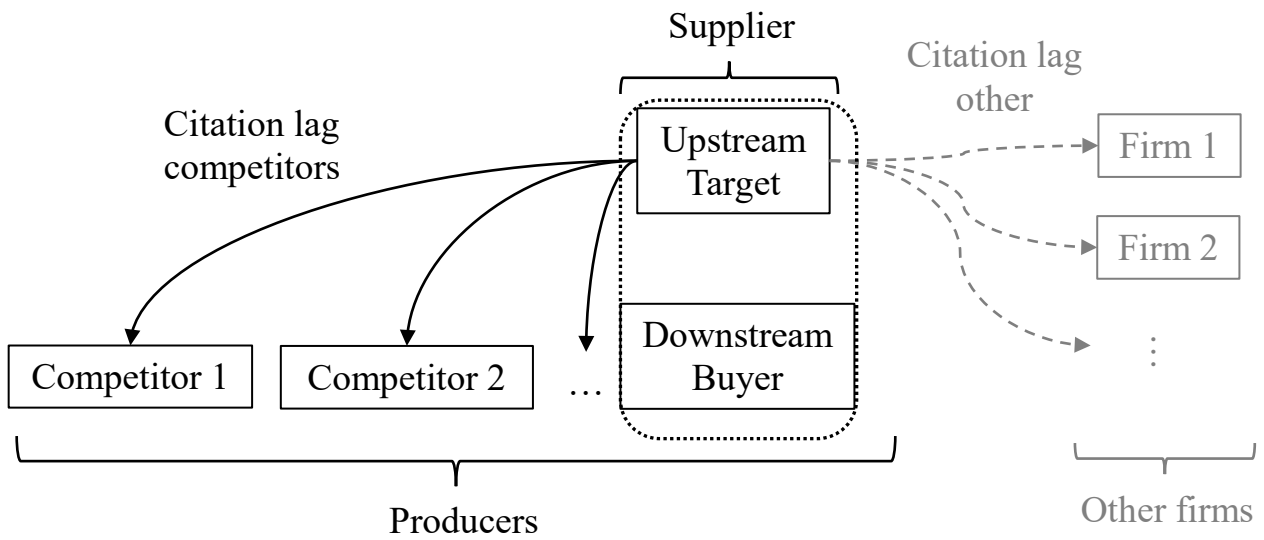 Supplier
Citation lag
other
Citation lag
competitors
Upstream
Target
Firm 1
Firm 2
⋮
Downstream
Buyer
Competitor 1
Competitor 2
…
Producers
Other firms